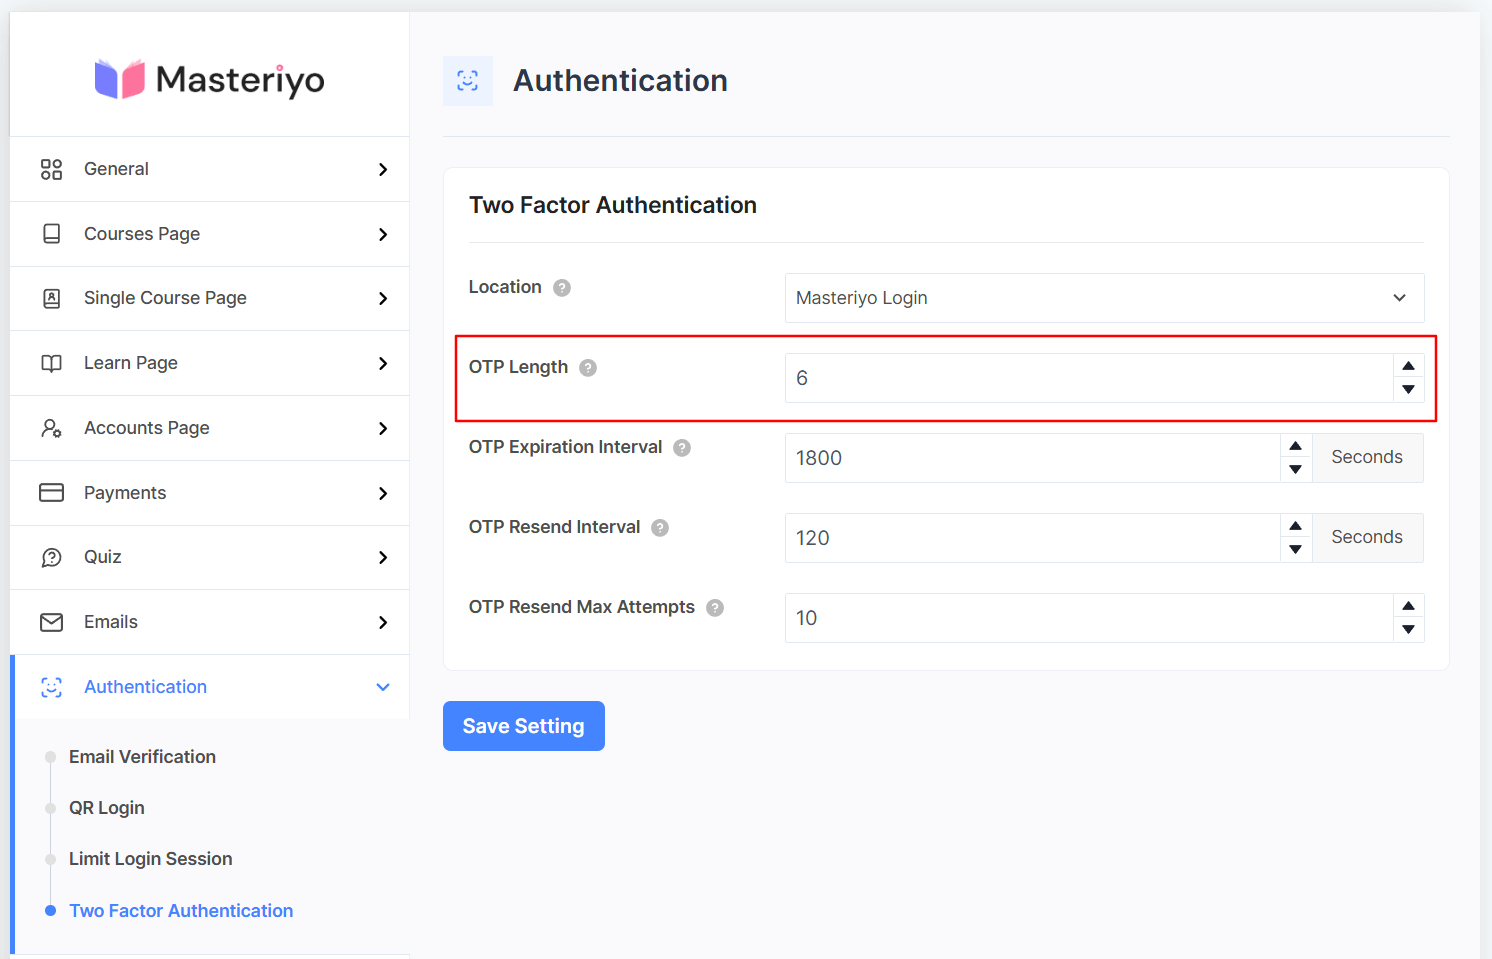 Masteriyo
General
Courses Page
Single Course Page
Learn Page
Accounts Page
Payments
Quiz
Emails
Authentication
Email Verification
QR Login
Limit Login Session
Two Factor Authentication
Authentication
Two Factor Authentication
Location ?
Masteriyo Login
OTP Length ?
6
OTP Expiration Interval ?
1800 Seconds
OTP Resend Interval ?
120 Seconds
OTP Resend Max Attempts ?
10
Save Setting